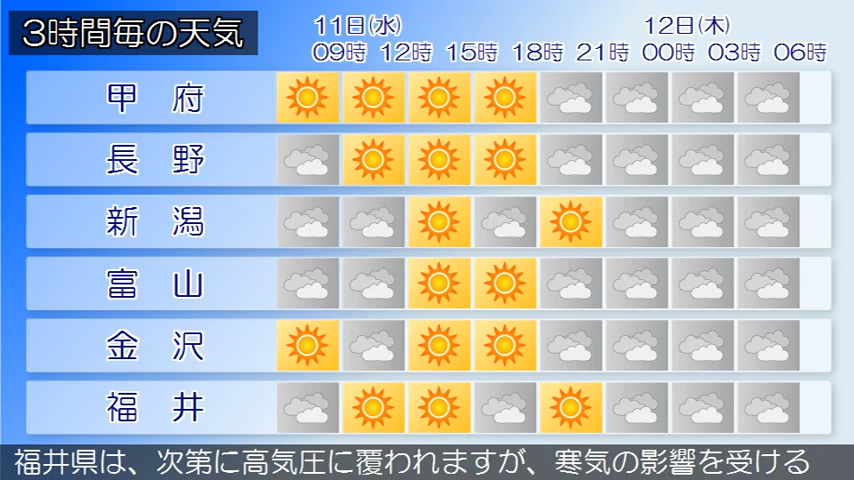 3時間毎の天気
11日(水) 12日(木)
09時 12時 15時 18時 21時 00時 03時 06時
甲府
長野
新潟
富山
金沢
福井
福井県は、次第に高気圧に覆われますが、寒気の影響を受ける